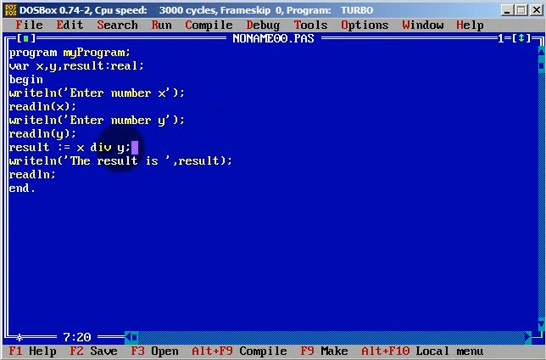 DOSBox 0.74-2, Cpu speed: 3000 cycles, Frameskip 0, Program: TURBO
File Edit Search Run Compile Debug Tools Options Window Help
NONAME00.PAS 1=[↕]
program myProgram;
var x,y,result:real;
begin
writeln('Enter number x');
readln(x);
writeln('Enter number y');
readln(y);
result := x div y;
writeln('The result is ',result);
readln;
end.
7:20
F1 Help F2 Save F3 Open Alt+F9 Compile F9 Make Alt+F10 Local menu